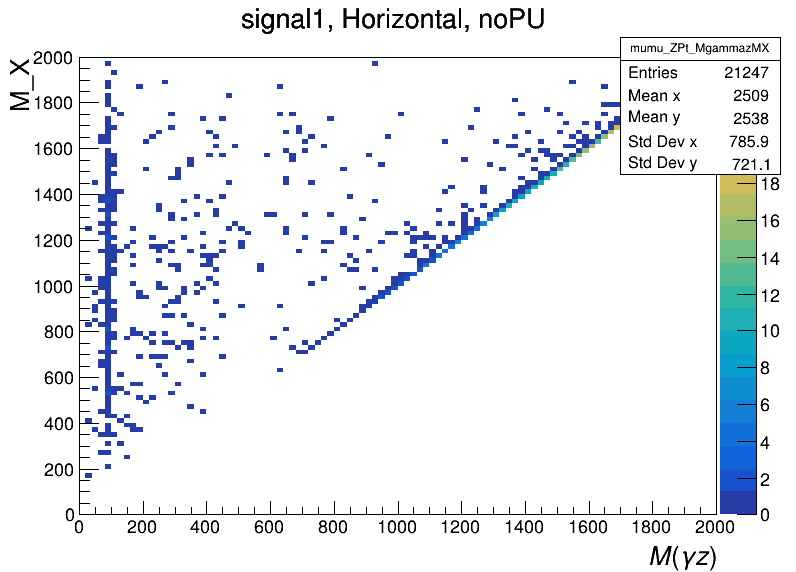 signal1, Horizontal, noPU
mumu_ZPt_MgammazMX
Entries 21247
Mean x 2509
Mean y 2538
Std Dev x 785.9
Std Dev y 721.1
M_X
2000
1800
1600
1400
1200
1000
800
600
400
200
0
18
16
14
12
10
8
6
4
2
0
0 200 400 600 800 1000 1200 1400 1600 1800 2000
M(γz)